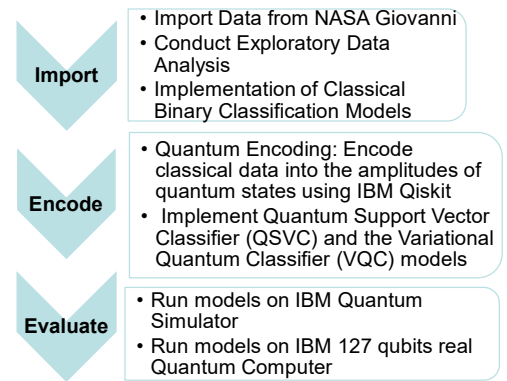 Import
• Import Data from NASA Giovanni
• Conduct Exploratory Data
Analysis
• Implementation of Classical
Binary Classification Models
Encode
• Quantum Encoding: Encode
classical data into the amplitudes of
quantum states using IBM Qiskit
• Implement Quantum Support Vector
Classifier (QSVC) and the Variational
Quantum Classifier (VQC) models
Evaluate
• Run models on IBM Quantum
Simulator
• Run models on IBM 127 qubits real
Quantum Computer